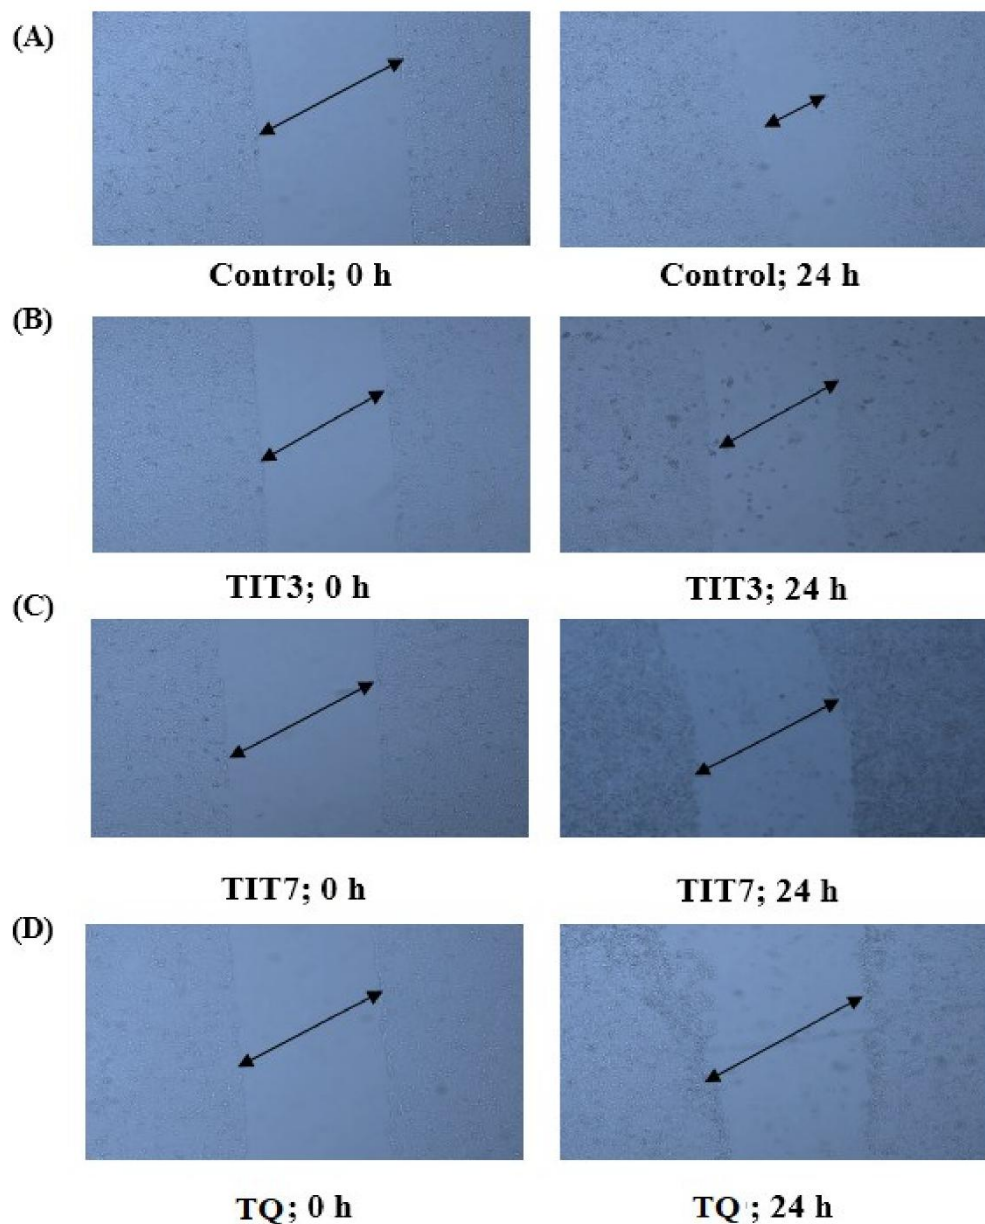 (A)
Control; 0 h
Control; 24 h
(B)
TIT3; 0 h
TIT3; 24 h
(C)
TIT7; 0 h
TIT7; 24 h
(D)
TQ; 0 h
TQ; 24 h